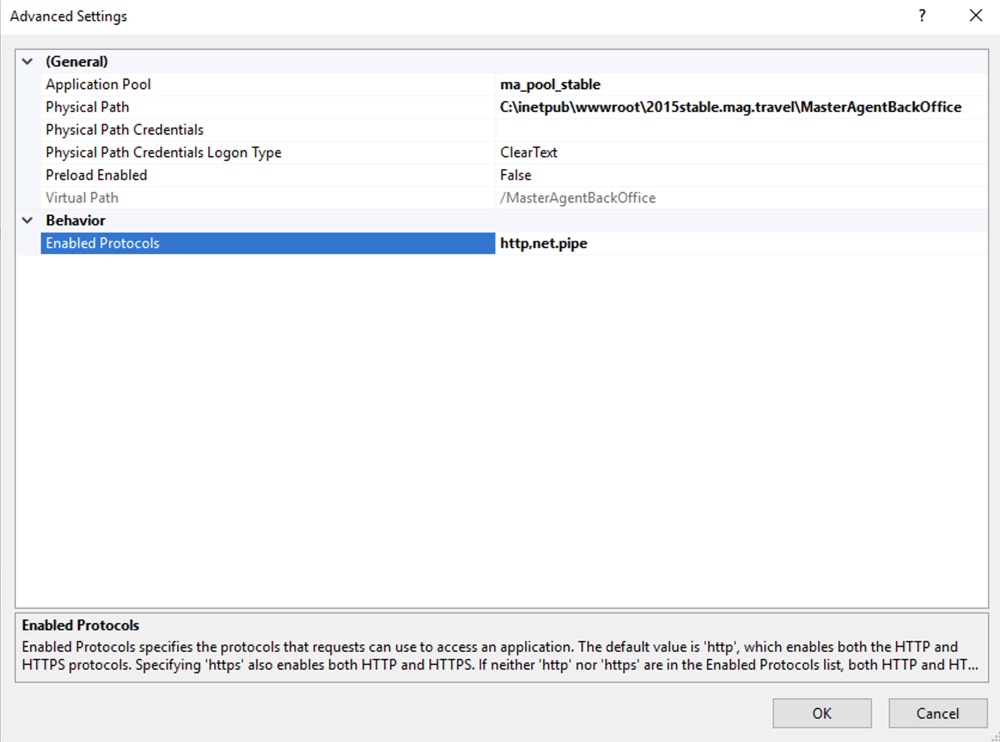 Advanced Settings ?
(General)
Application Pool ma_pool_stable
Physical Path C:\inetpub\wwwroot\2015stable.mag.travel\MasterAgentBackOffice
Physical Path Credentials
Physical Path Credentials Logon Type ClearText
Preload Enabled False
Virtual Path /MasterAgentBackOffice
Behavior
Enabled Protocols http,net.pipe
Enabled Protocols
Enabled Protocols specifies the protocols that requests can use to access an application. The default value is 'http', which enables both the HTTP and
HTTPS protocols. Specifying 'https' also enables both HTTP and HTTPS. If neither 'http' nor 'https' are in the Enabled Protocols list, both HTTP and HT...
OK Cancel